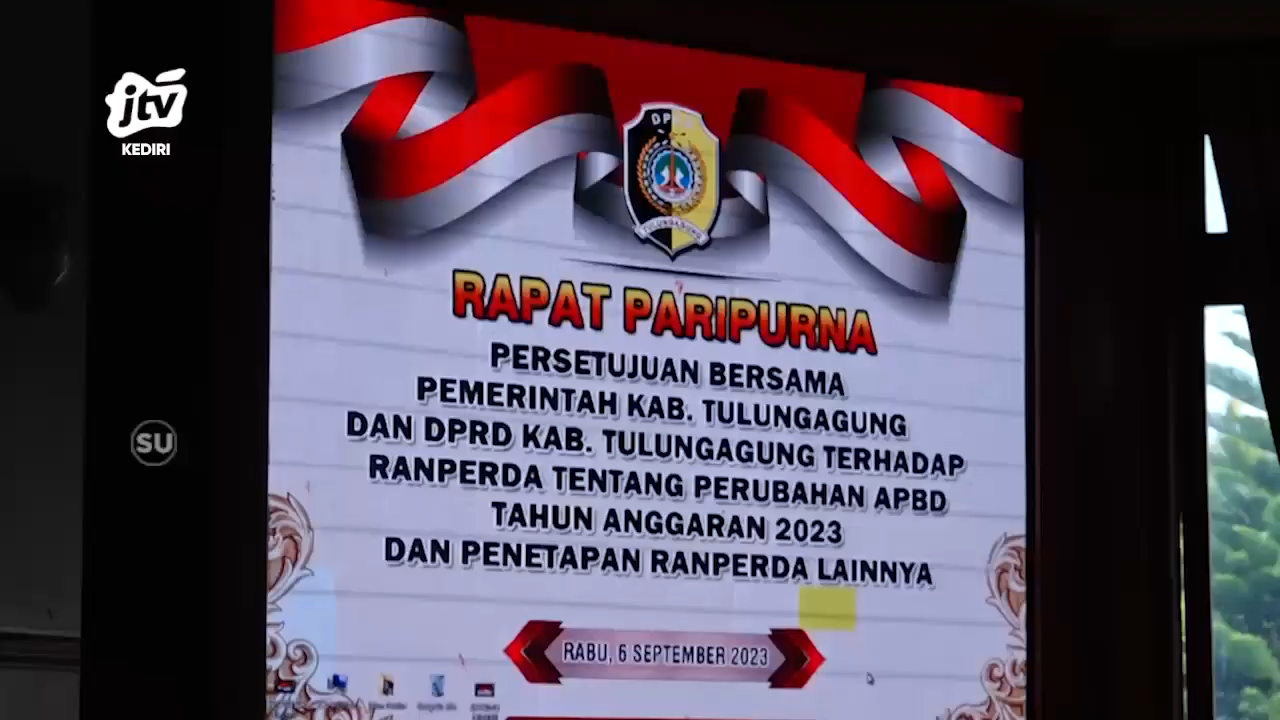 jtv
KEDIRI
SU
TULUNGAGUNG
RAPAT PARIPURNA
PERSETUJUAN BERSAMA
PEMERINTAH KAB. TULUNGAGUNG
DAN DPRD KAB. TULUNGAGUNG TERHADAP
RANPERDA TENTANG PERUBAHAN APBD
TAHUN ANGGARAN 2023
DAN PENETAPAN RANPERDA LAINNYA
RABU, 6 SEPTEMBER 2023